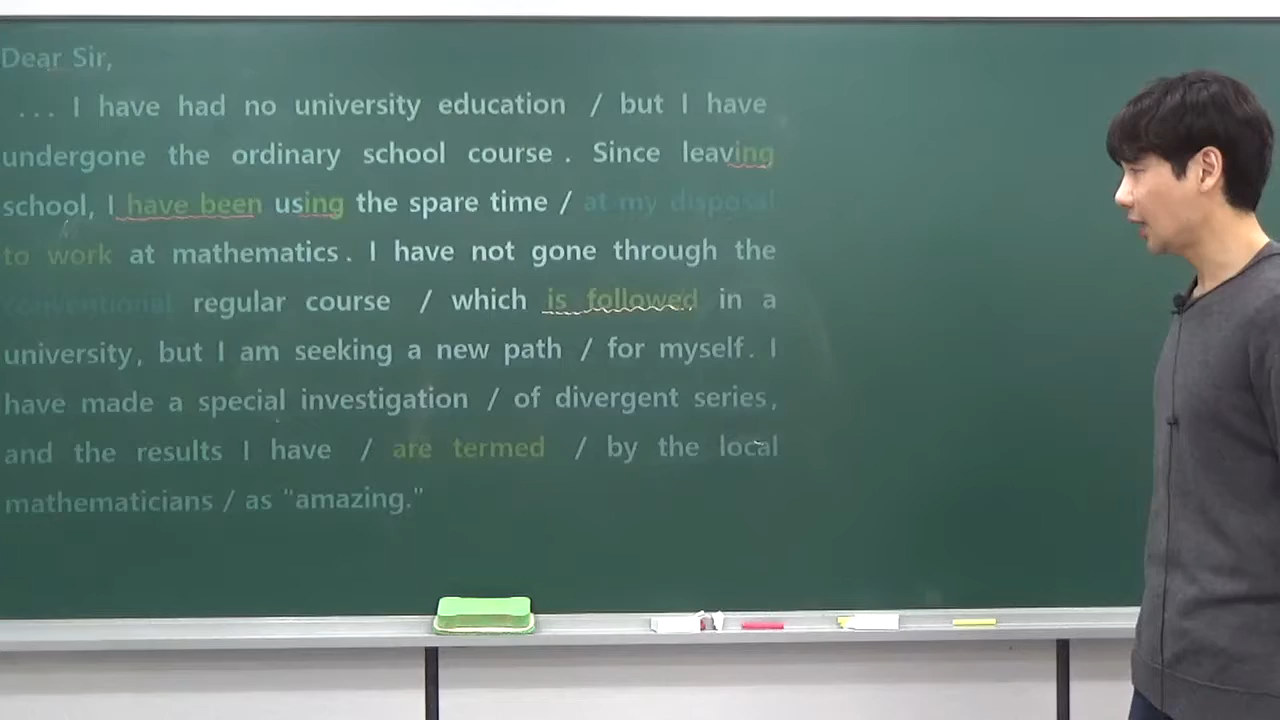 Dear Sir,
... I have had no university education / but I have
undergone the ordinary school course . Since leaving
school, I have been using the spare time / at my disposal
to work at mathematics. I have not gone through the
conventional regular course / which is followed in a
university, but I am seeking a new path / for myself. I
have made a special investigation / of divergent series,
and the results I have / are termed / by the local
mathematicians / as "amazing."